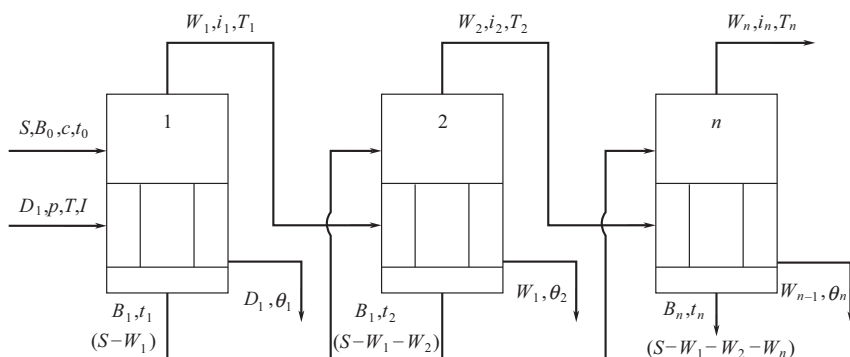 W₁,i₁,T₁
W₂,i₂,T₂
Wₙ,iₙ,Tₙ
1
2
n
S,B₀,c,t₀
D₁,p,T,I
D₁,θ₁
W₁,θ₂
Wₙ₋₁,θₙ
B₁,t₁
(S−W₁)
B₁,t₂
(S−W₁−W₂)
Bₙ,tₙ
(S−W₁−W₂−Wₙ)